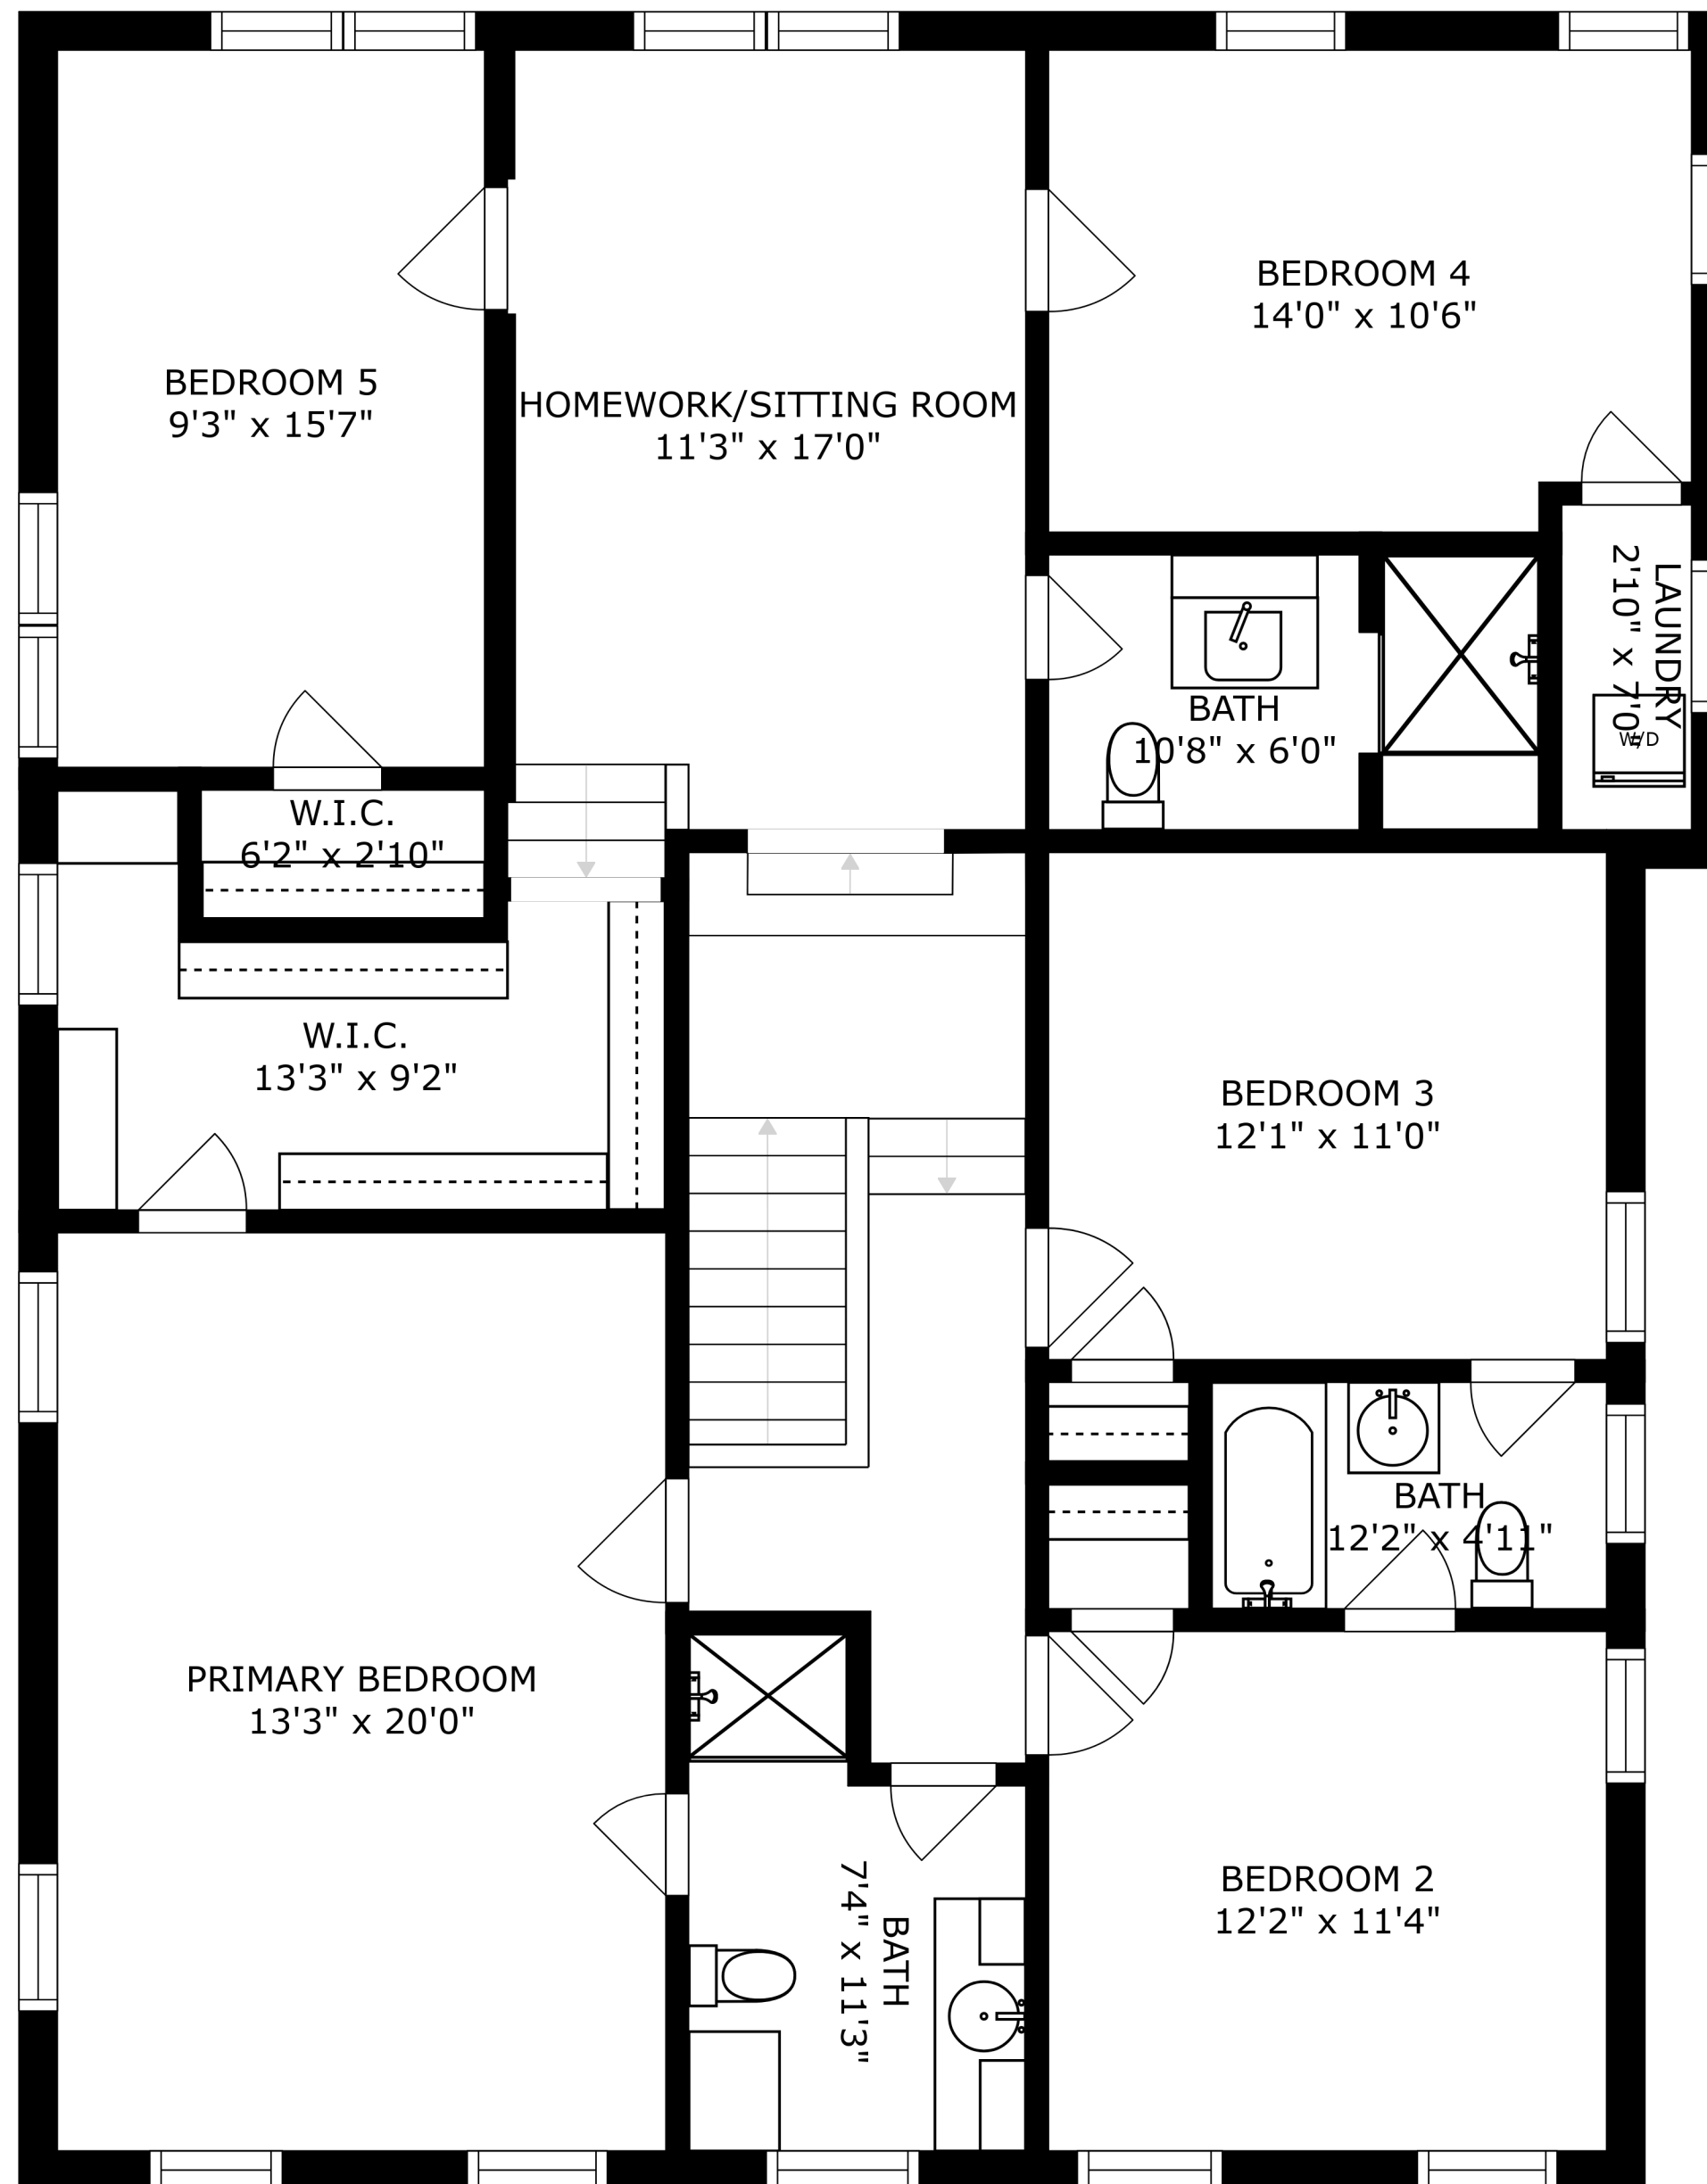 BEDROOM 4
14'0" x 10'6"
BEDROOM 5
9'3" x 15'7"
HOMEWORK/SITTING ROOM
11'3" x 17'0"
LAUNDRY
2'10" x 7'0"
W/D
BATH
10'8" x 6'0"
W.I.C.
6'2" x 2'10"
W.I.C.
13'3" x 9'2"
BEDROOM 3
12'1" x 11'0"
BATH
12'2" x 4'11"
PRIMARY BEDROOM
13'3" x 20'0"
BATH
7'4" x 11'3"
BEDROOM 2
12'2" x 11'4"